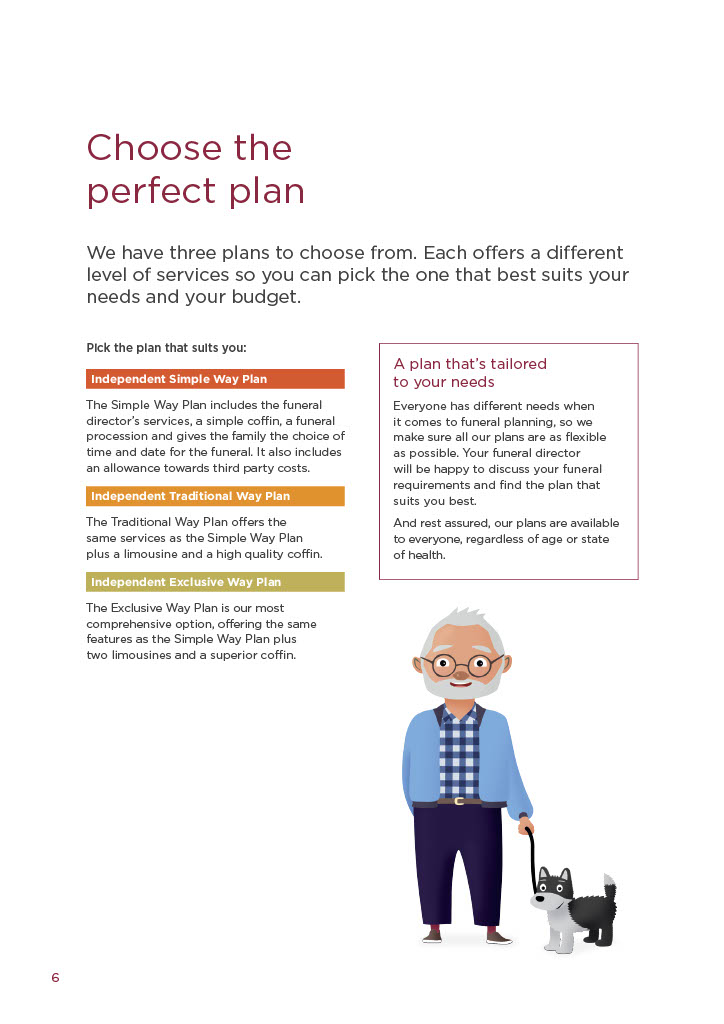 Choose the
perfect plan
We have three plans to choose from. Each offers a different
level of services so you can pick the one that best suits your
needs and your budget.
Pick the plan that suits you:
Independent Simple Way Plan
The Simple Way Plan includes the funeral
director's services, a simple coffin, a funeral
procession and gives the family the choice of
time and date for the funeral. It also includes
an allowance towards third party costs.
Independent Traditional Way Plan
The Traditional Way Plan offers the
same services as the Simple Way Plan
plus a limousine and a high quality coffin.
Independent Exclusive Way Plan
The Exclusive Way Plan is our most
comprehensive option, offering the same
features as the Simple Way Plan plus
two limousines and a superior coffin.
A plan that's tailored
to your needs
Everyone has different needs when
it comes to funeral planning, so we
make sure all our plans are as flexible
as possible. Your funeral director
will be happy to discuss your funeral
requirements and find the plan that
suits you best.
And rest assured, our plans are available
to everyone, regardless of age or state
of health.
6